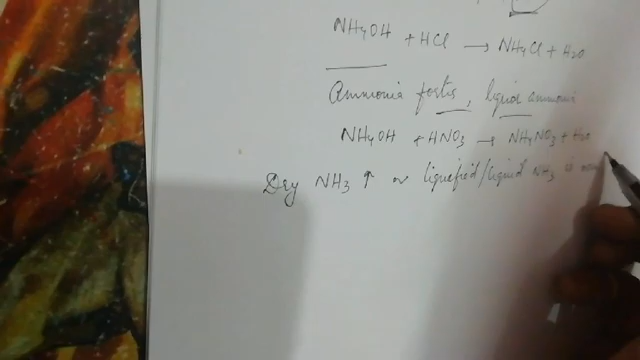 NH4OH + HCl → NH4Cl + H2O
Ammonia fortis, liquor ammonia
NH4OH + HNO3 → NH4NO3 + H2O
Dry NH3 ↑ or liquefied/liquid NH3 is